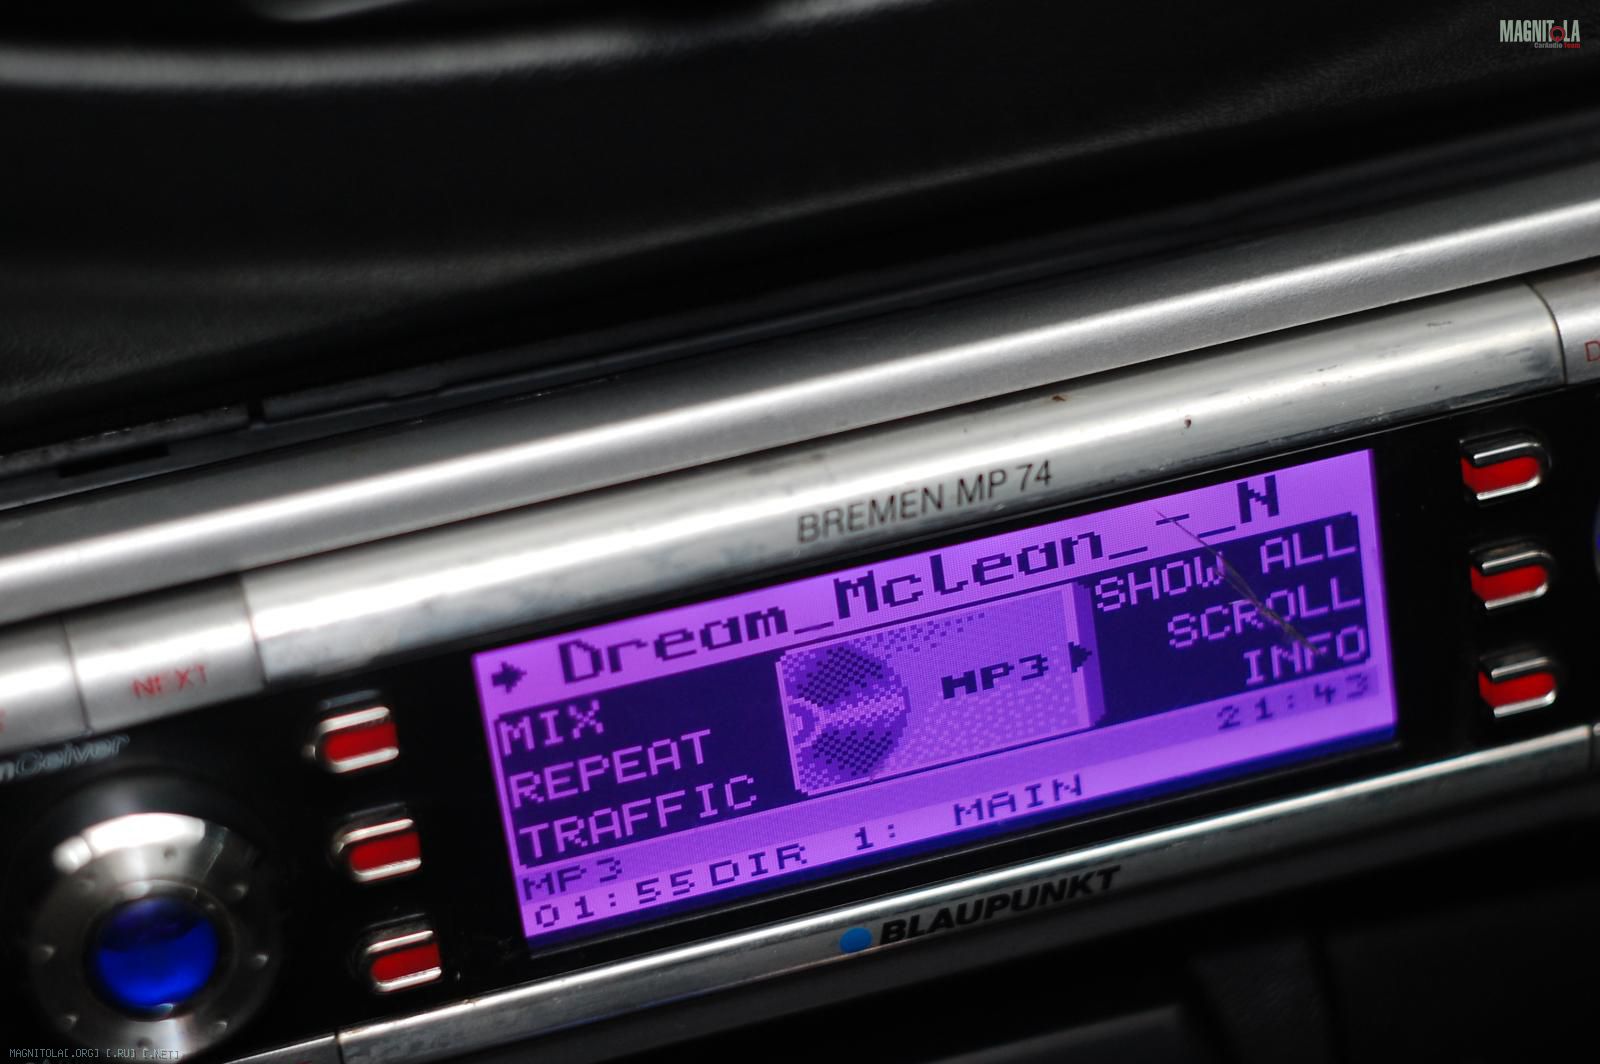 MAGNITOLA
CarAudio Team
BREMEN MP 74
Dream_McLean_-_N
SHOW ALL
SCROLL
INFO
MP3
MIX
REPEAT
TRAFFIC
21:43
MP3
01:55 DIR 1: MAIN
NEXT
BLAUPUNKT
MAGNITOLA[.ORG] [.RU] [.NET]